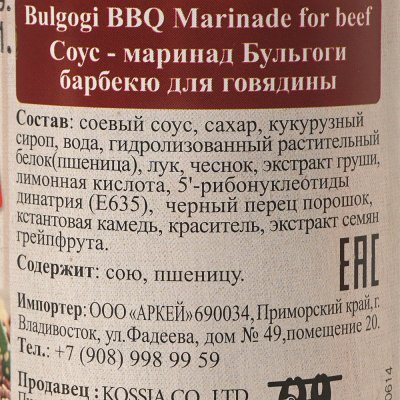 Bulgogi BBQ Marinade for beef
Соус - маринад Бульгоги
барбекю для говядины
Состав: соевый соус, сахар, кукурузный
сироп, вода, гидролизованный растительный
белок(пшеница), лук, чеснок, экстракт груши,
лимонная кислота, 5'-рибонуклеотиды
динатрия (Е635), черный перец порошок,
кстантовая камедь, краситель, экстракт семян
грейпфрута.
Содержит: сою, пшеницу.
EAC
Импортер: ООО «АРКЕЙ»690034, Приморский край,г.
Владивосток, ул.Фадеева, дом № 49,помещение 20.
Тел.: +7 (908) 998 99 59
Продавец : KOSSIA CO., LTD.
0614